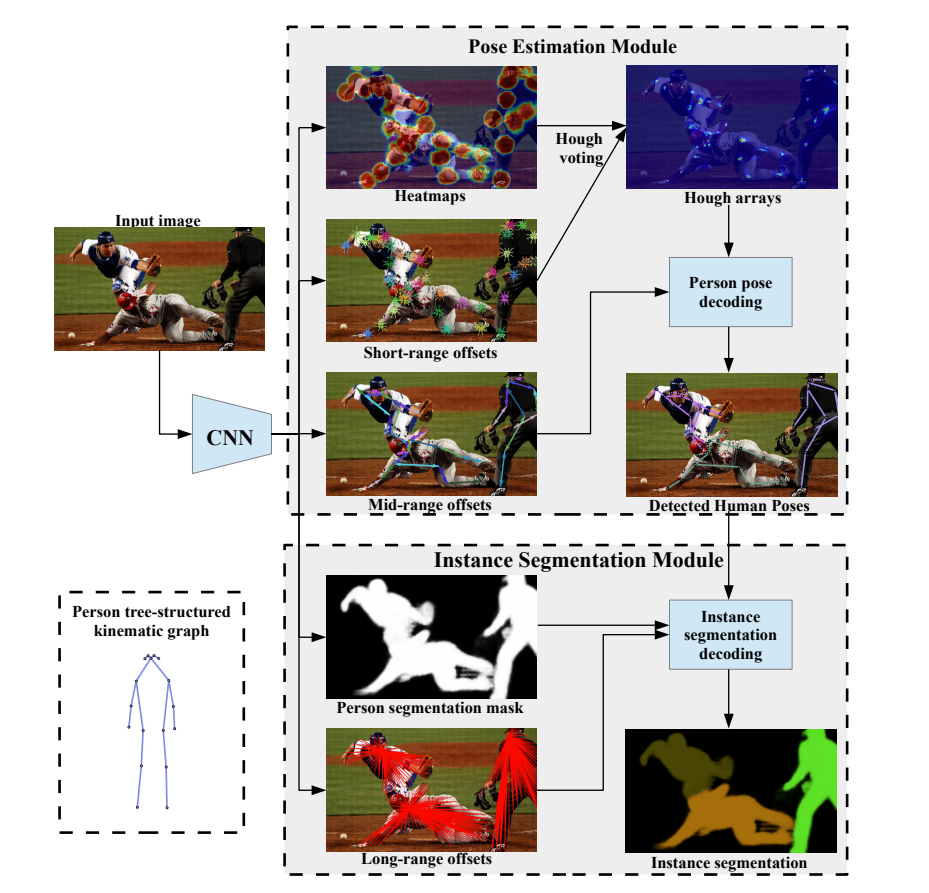 Pose Estimation Module
Heatmaps
Hough
voting
Hough arrays
Input image
Short-range offsets
Person pose
decoding
CNN
Mid-range offsets
Detected Human Poses
Instance Segmentation Module
Person tree-structured
kinematic graph
Person segmentation mask
Instance
segmentation
decoding
Long-range offsets
Instance segmentation